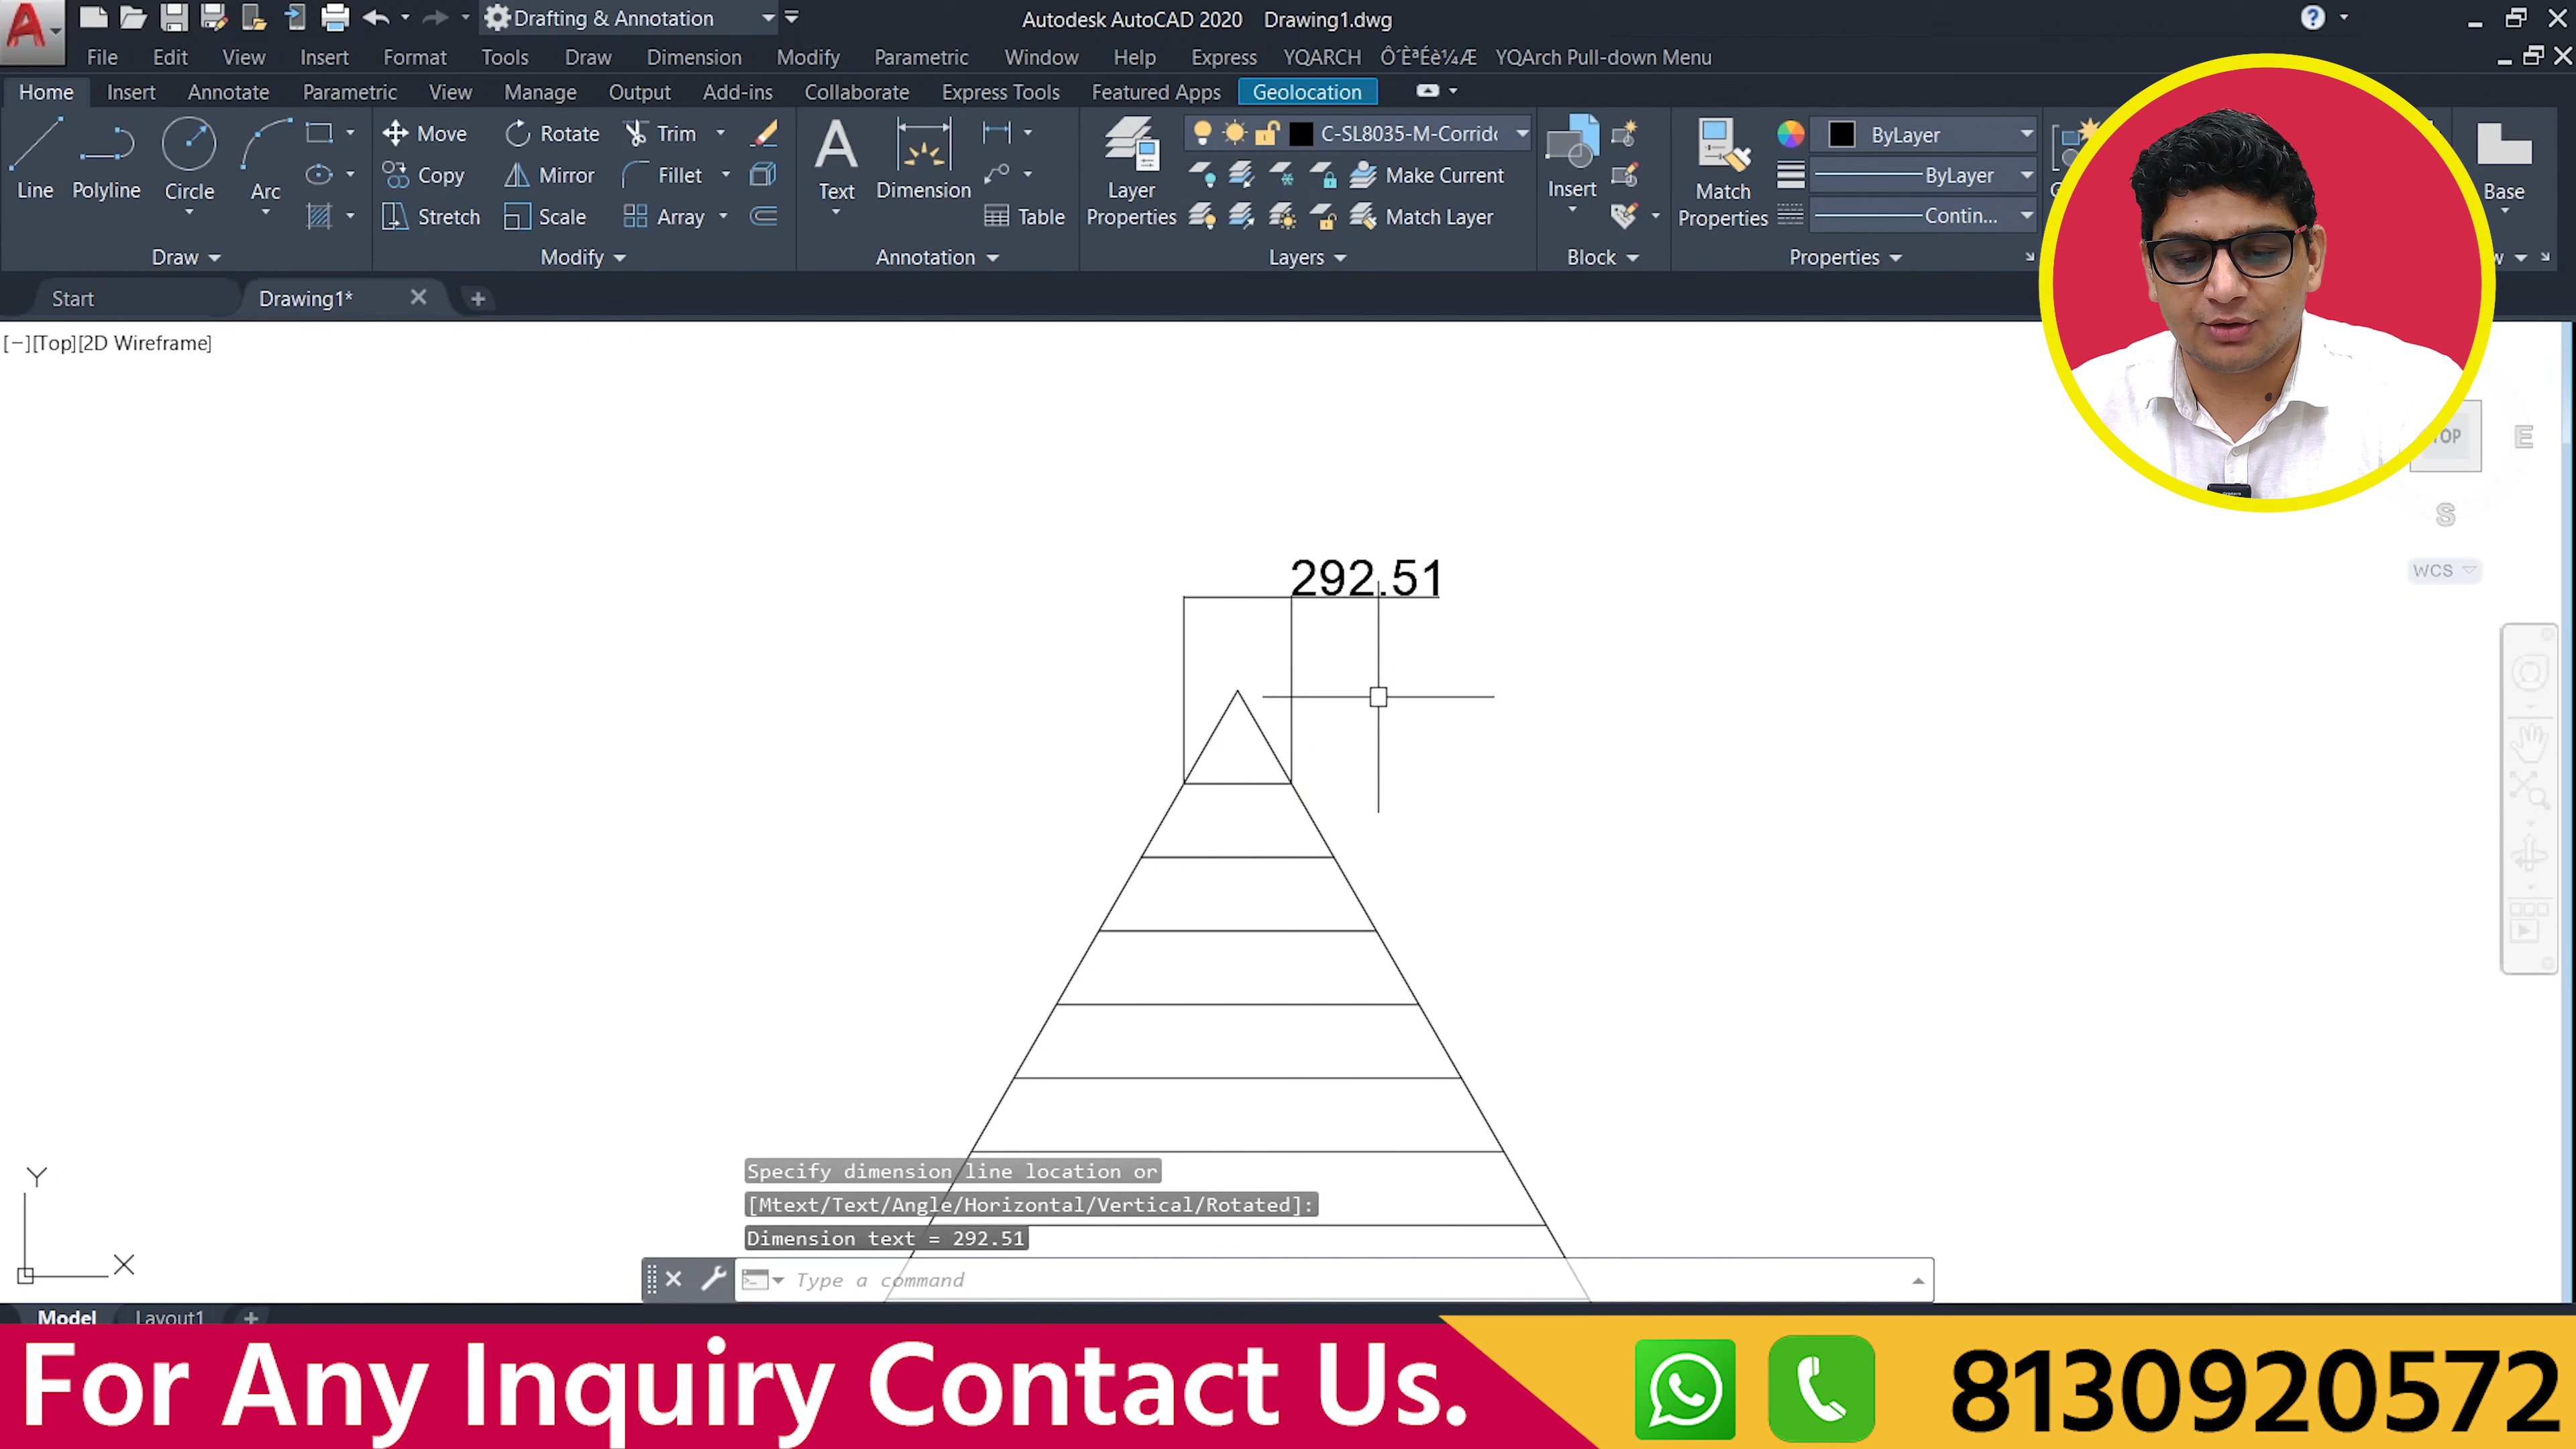 Drafting & Annotation
Autodesk AutoCAD 2020 Drawing1.dwg
File Edit View Insert Format Tools Draw Dimension Modify Parametric Window Help Express YQARCH Ô´ÈªÉè¼Æ YQArch Pull-down Menu
Home Insert Annotate Parametric View Manage Output Add-ins Collaborate Express Tools Featured Apps Geolocation
Line Polyline Circle Arc
Move Rotate Trim
Copy Mirror Fillet
Stretch Scale Array
Text Dimension Table
Layer Properties
C-SL8035-M-Corrido
Make Current
Match Layer
Insert
Match Properties
ByLayer
ByLayer
Contin...
Base
Draw Modify Annotation Layers Block Properties
Start Drawing1*
[−][Top][2D Wireframe]
TOP E
S
WCS
292.51
Specify dimension line location or
[Mtext/Text/Angle/Horizontal/Vertical/Rotated]:
Dimension text = 292.51
Type a command
Y
X
Model Layout1
For Any Inquiry Contact Us. 8130920572